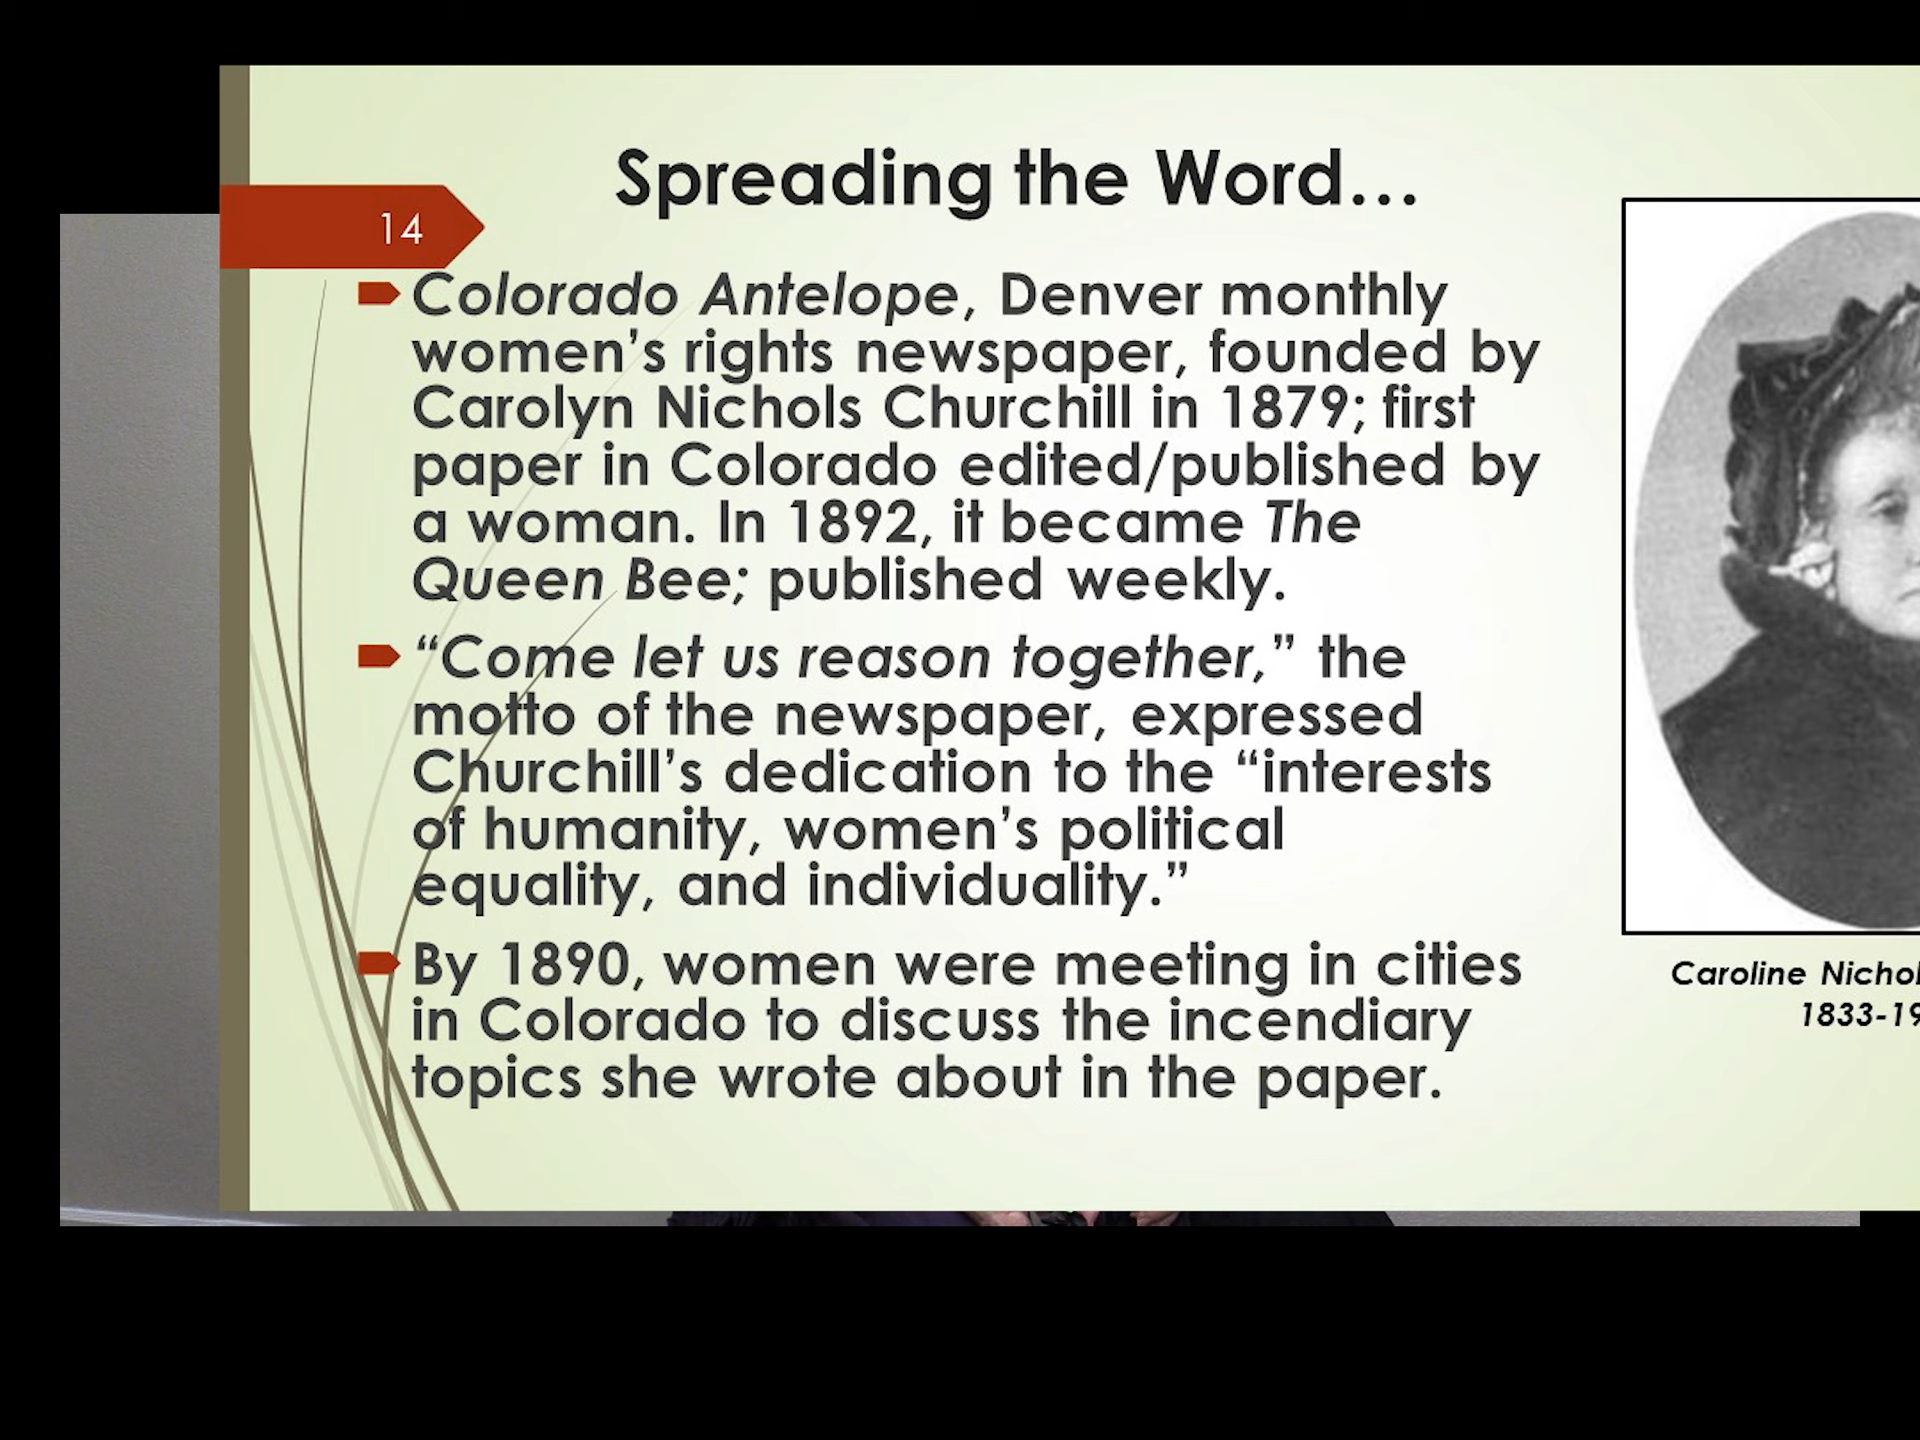 Spreading the Word…
14
Colorado Antelope, Denver monthly
women’s rights newspaper, founded by
Carolyn Nichols Churchill in 1879; first
paper in Colorado edited/published by
a woman. In 1892, it became The
Queen Bee; published weekly.
“Come let us reason together,” the
motto of the newspaper, expressed
Churchill’s dedication to the “interests
of humanity, women’s political
equality, and individuality.”
By 1890, women were meeting in cities
in Colorado to discuss the incendiary
topics she wrote about in the paper.
Caroline